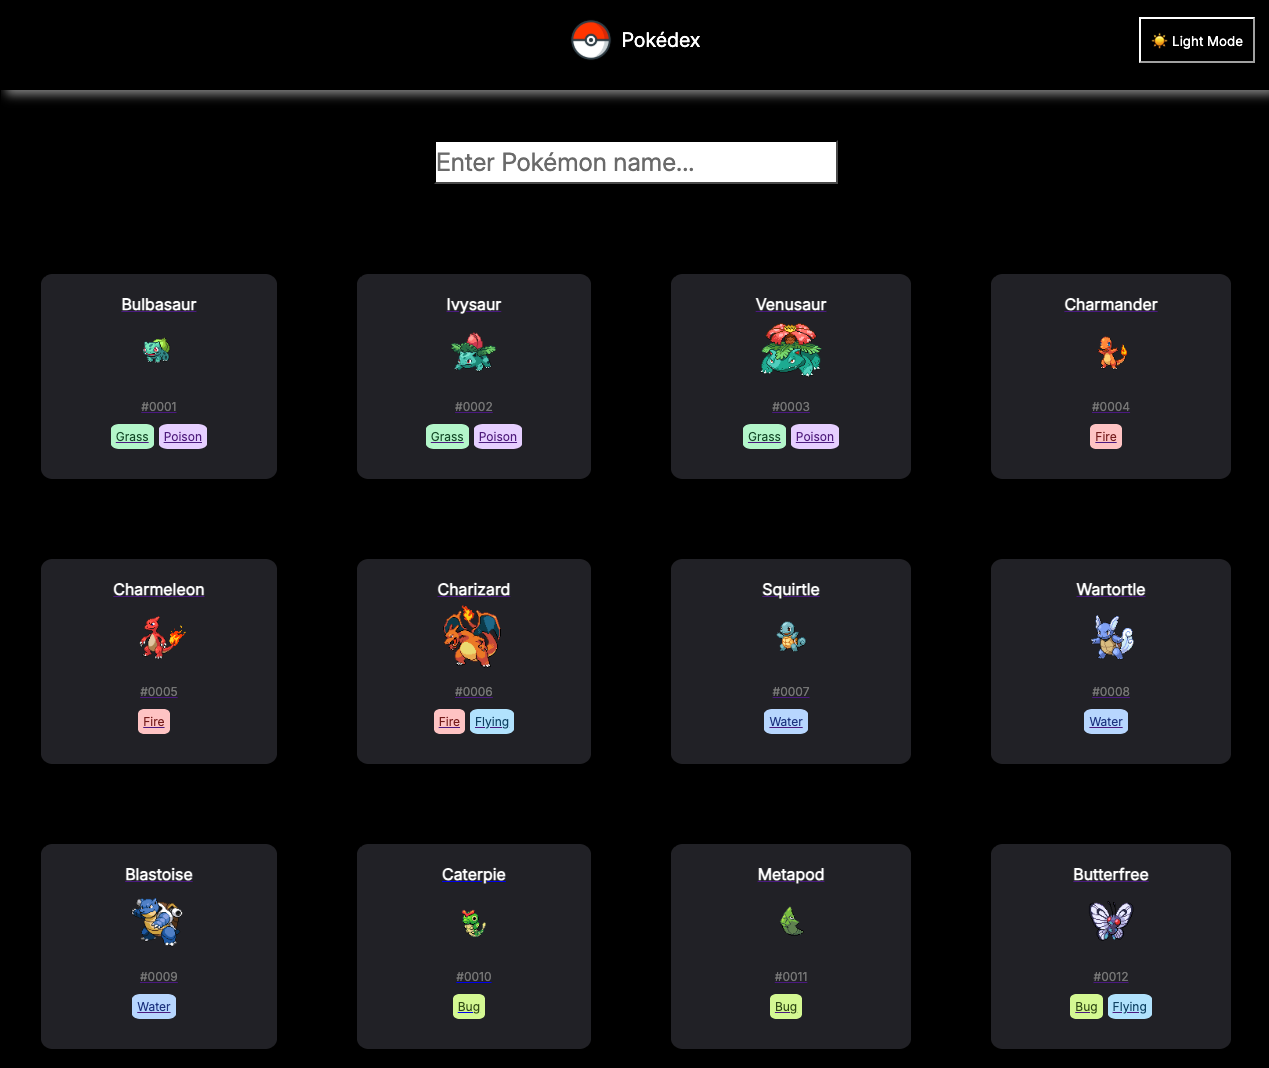 Pokédex
☀️ Light Mode
Enter Pokémon name...
Bulbasaur
#0001
Grass Poison
Ivysaur
#0002
Grass Poison
Venusaur
#0003
Grass Poison
Charmander
#0004
Fire
Charmeleon
#0005
Fire
Charizard
#0006
Fire Flying
Squirtle
#0007
Water
Wartortle
#0008
Water
Blastoise
#0009
Water
Caterpie
#0010
Bug
Metapod
#0011
Bug
Butterfree
#0012
Bug Flying